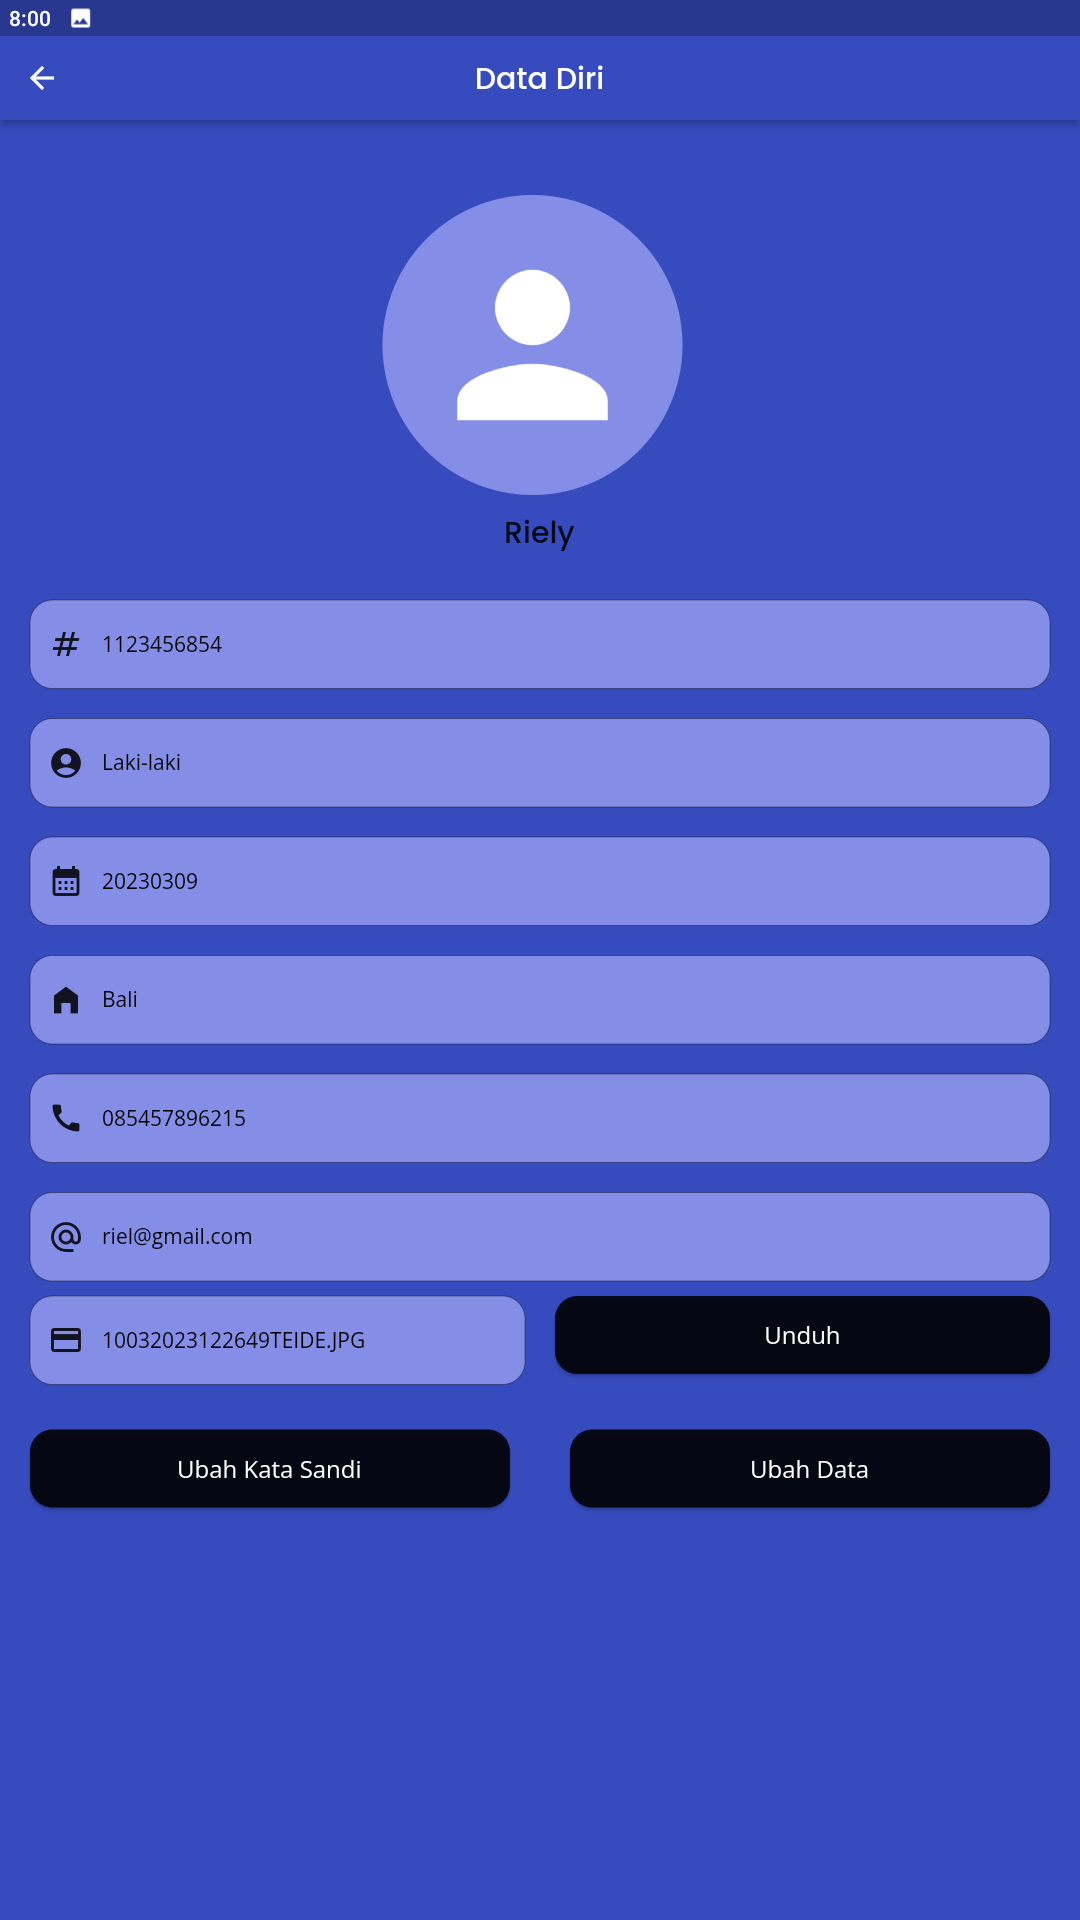 8:00
Data Diri
Riely
1123456854
Laki-laki
20230309
Bali
085457896215
riel@gmail.com
10032023122649TEIDE.JPG
Unduh
Ubah Kata Sandi
Ubah Data